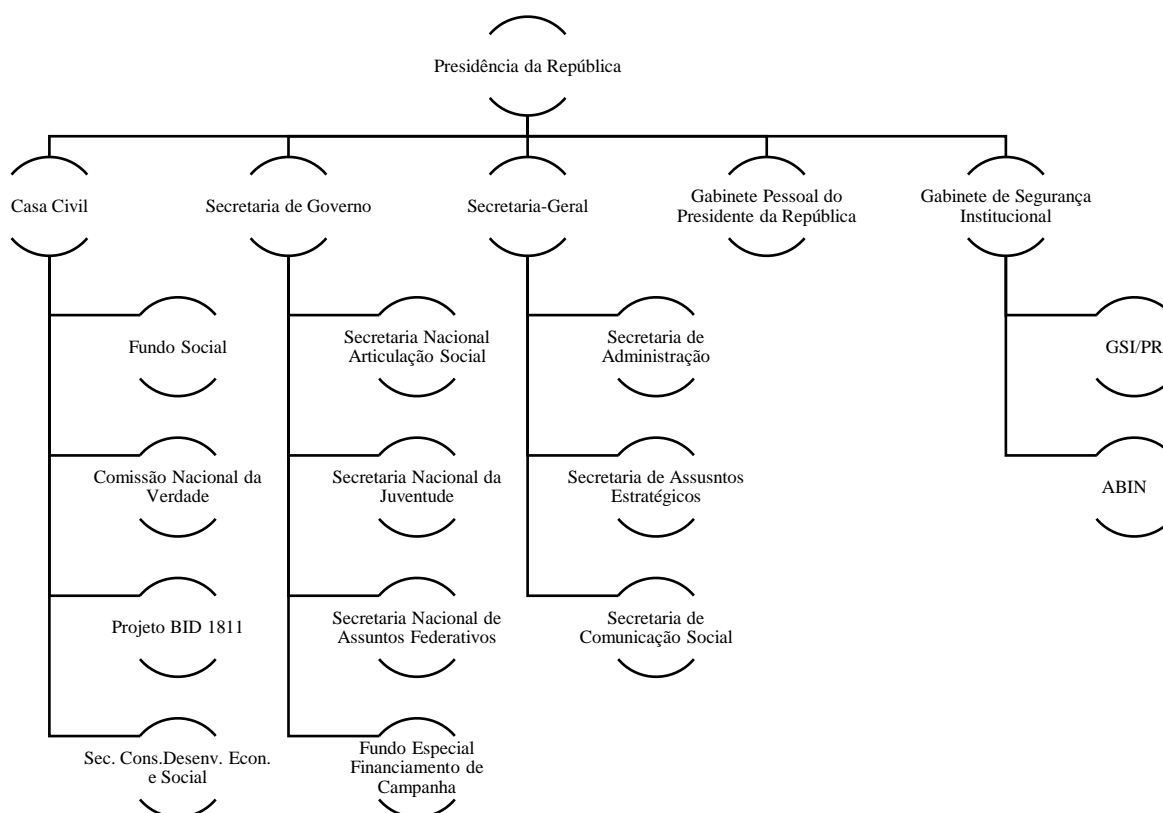 Presidência da República
Casa Civil
Secretaria de Governo
Secretaria-Geral
Gabinete Pessoal do
Presidente da República
Gabinete de Segurança
Institucional
Fundo Social
Secretaria Nacional
Articulação Social
Secretaria de
Administração
GSI/PR
Comissão Nacional da
Verdade
Secretaria Nacional da
Juventude
Secretaria de Assusntos
Estratégicos
ABIN
Projeto BID 1811
Secretaria Nacional de
Assuntos Federativos
Secretaria de
Comunicação Social
Sec. Cons.Desenv. Econ.
e Social
Fundo Especial
Financiamento de
Campanha